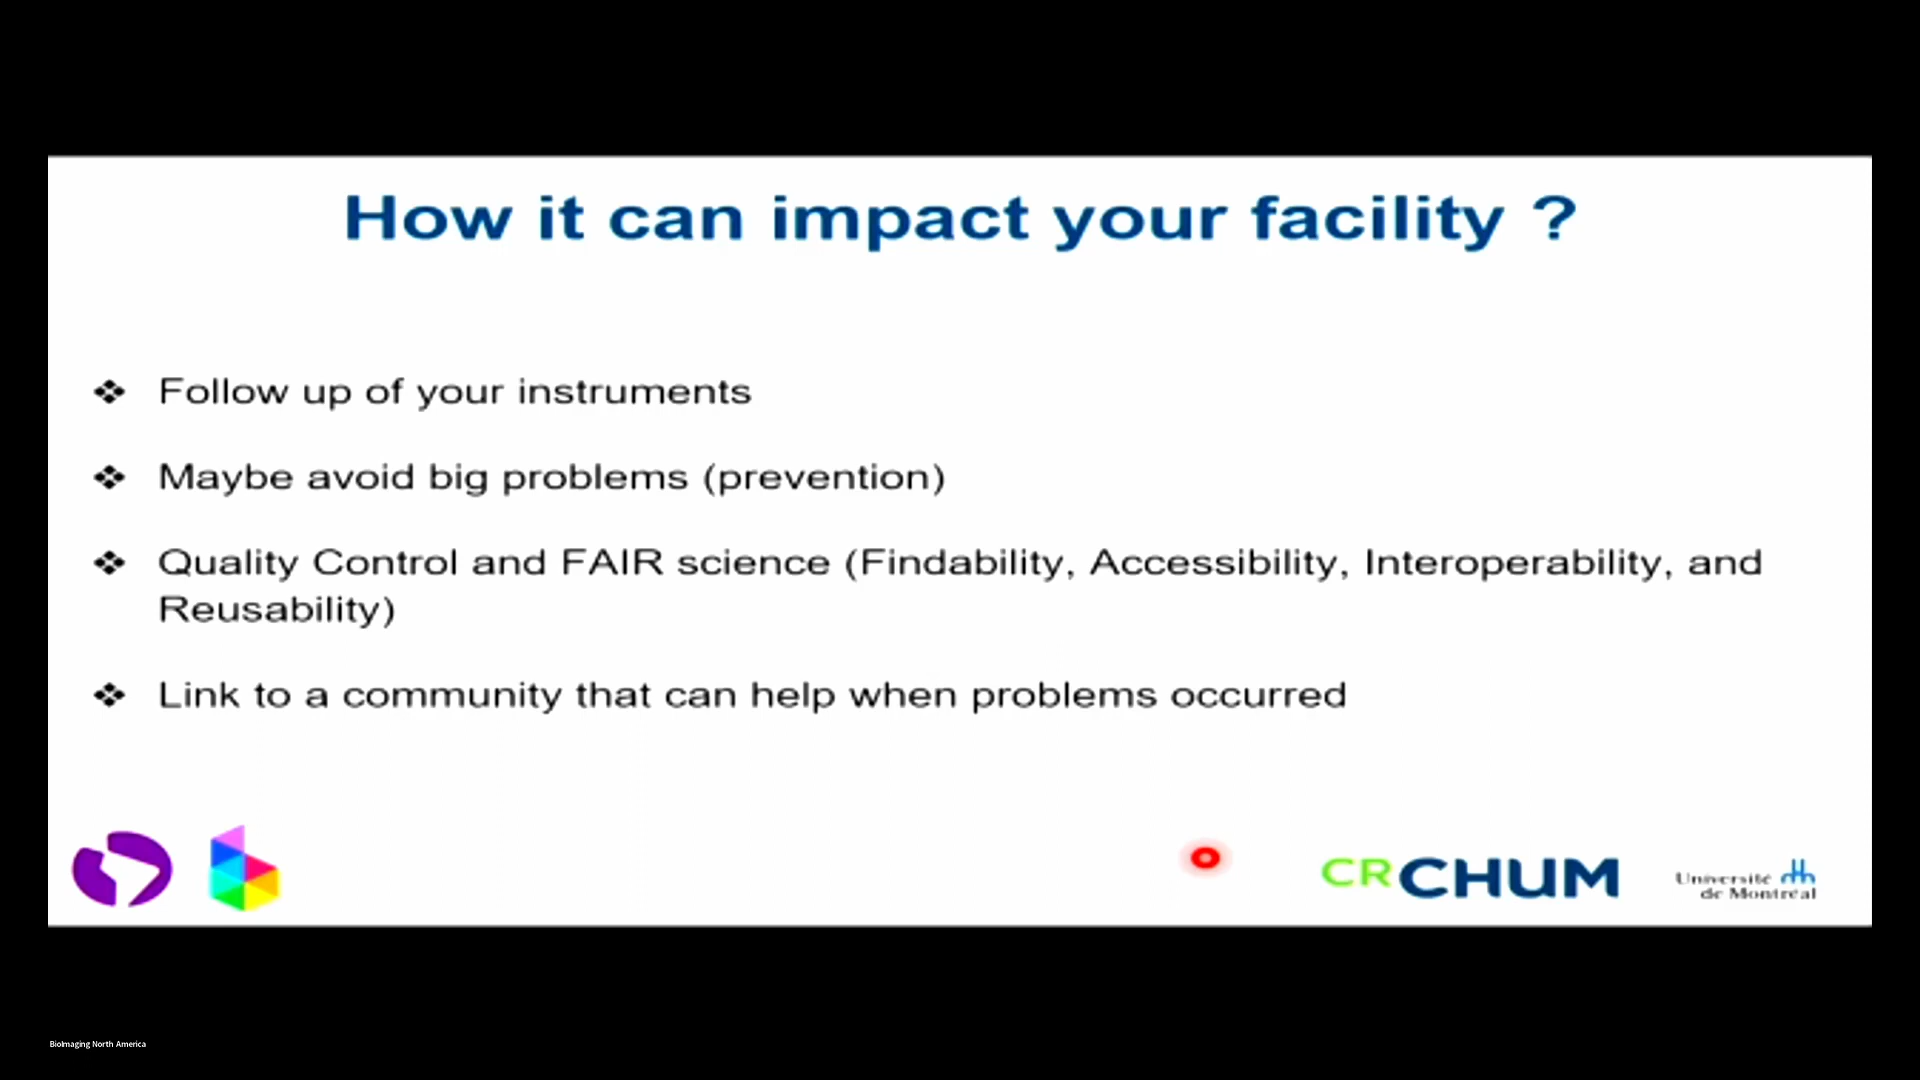 How it can impact your facility ?
Follow up of your instruments
Maybe avoid big problems (prevention)
Quality Control and FAIR science (Findability, Accessibility, Interoperability, and
Reusability)
Link to a community that can help when problems occurred
CRCHUM
Université
de Montréal
BioImaging North America